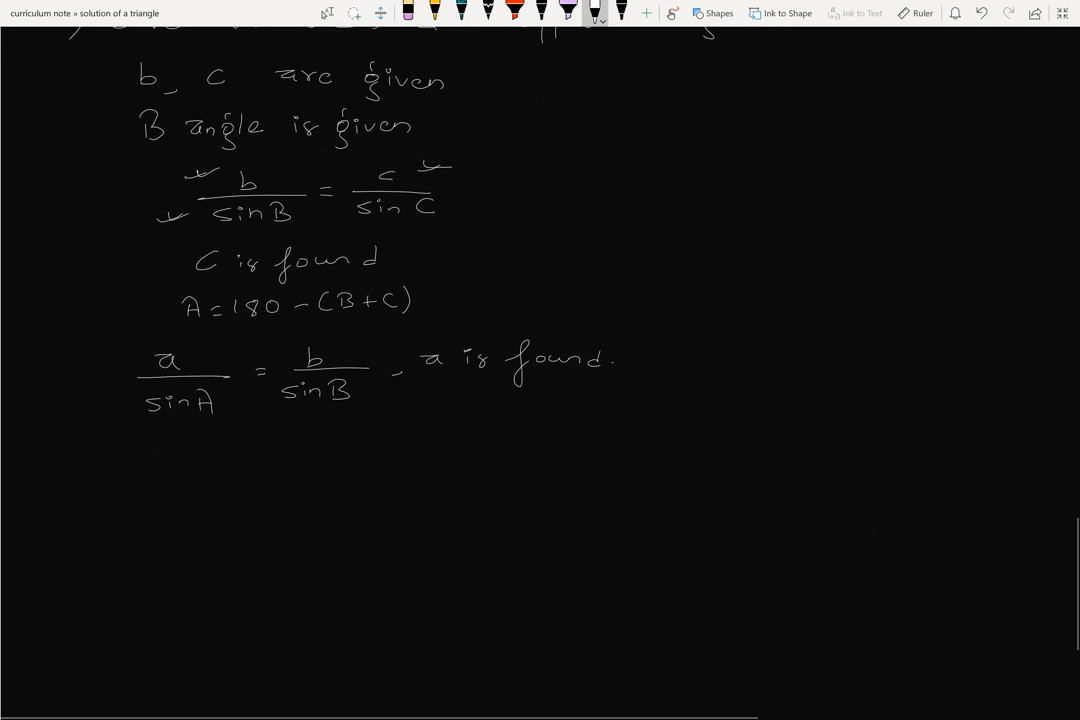 curriculum note » solution of a triangle
Shapes
Ink to Shape
Ink to Text
Ruler
b, c are given
B angle is given
b/sinB = c/sin C
C is found
A = 180 - (B+C)
a/sinA = b/sinB, a is found.